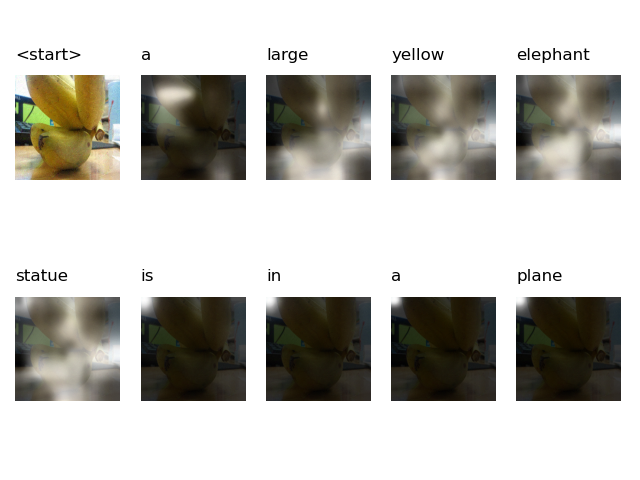 <start> a large yellow elephant
statue is in a plane